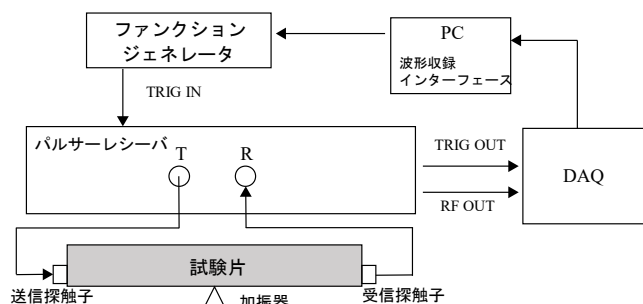 ファンクション
ジェネレータ
PC
波形収録
インターフェース
TRIG IN
パルサーレシーバ
T
R
TRIG OUT
RF OUT
DAQ
試験片
送信探触子
加振器
受信探触子